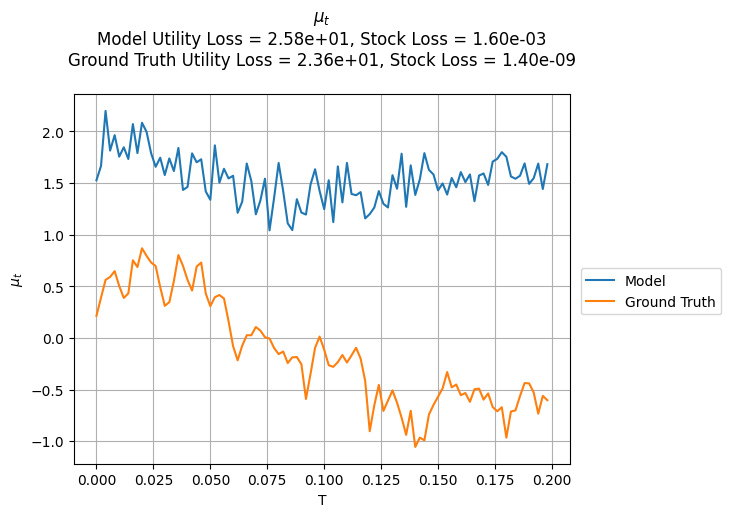 μₜ
Model Utility Loss = 2.58e+01, Stock Loss = 1.60e-03
Ground Truth Utility Loss = 2.36e+01, Stock Loss = 1.40e-09
2.0
1.5
1.0
0.5
0.0
−0.5
−1.0
μₜ
0.000 0.025 0.050 0.075 0.100 0.125 0.150 0.175 0.200
T
Model
Ground Truth